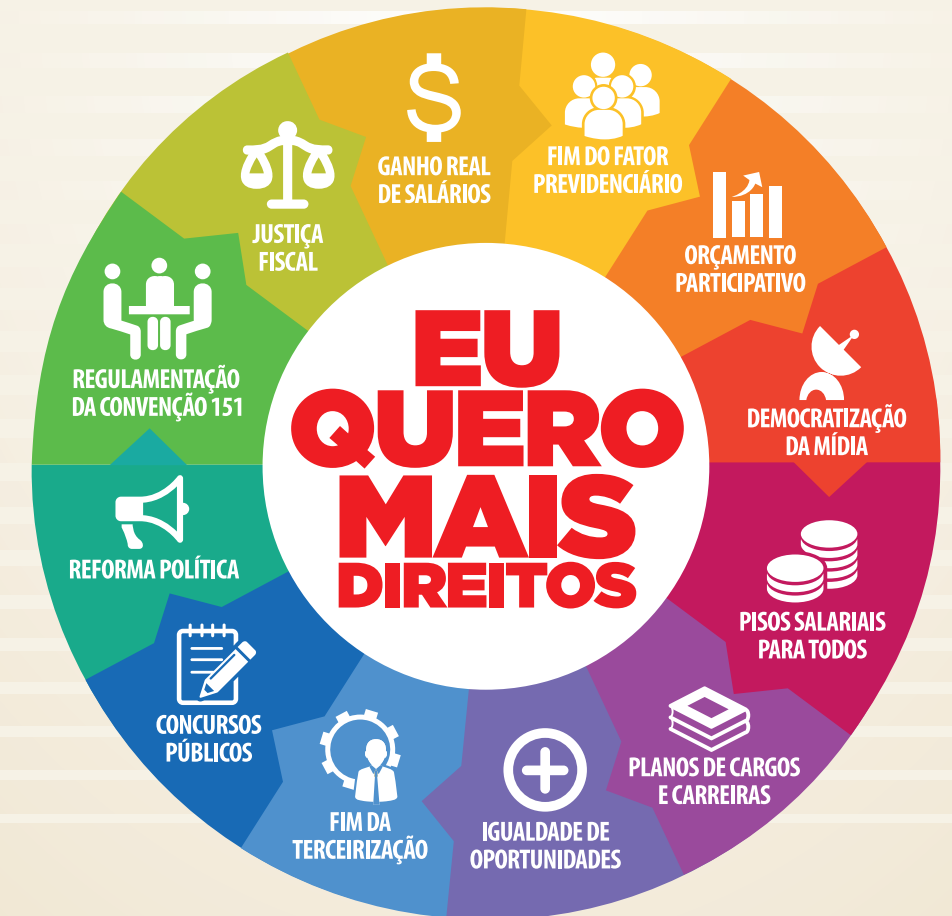 EU
QUERO
MAIS
DIREITOS
GANHO REAL
DE SALÁRIOS
FIM DO FATOR
PREVIDENCIÁRIO
ORÇAMENTO
PARTICIPATIVO
DEMOCRATIZAÇÃO
DA MÍDIA
PISOS SALARIAIS
PARA TODOS
PLANOS DE CARGOS
E CARREIRAS
IGUALDADE DE
OPORTUNIDADES
FIM DA
TERCEIRIZAÇÃO
CONCURSOS
PÚBLICOS
REFORMA POLÍTICA
REGULAMENTAÇÃO
DA CONVENÇÃO 151
JUSTIÇA
FISCAL